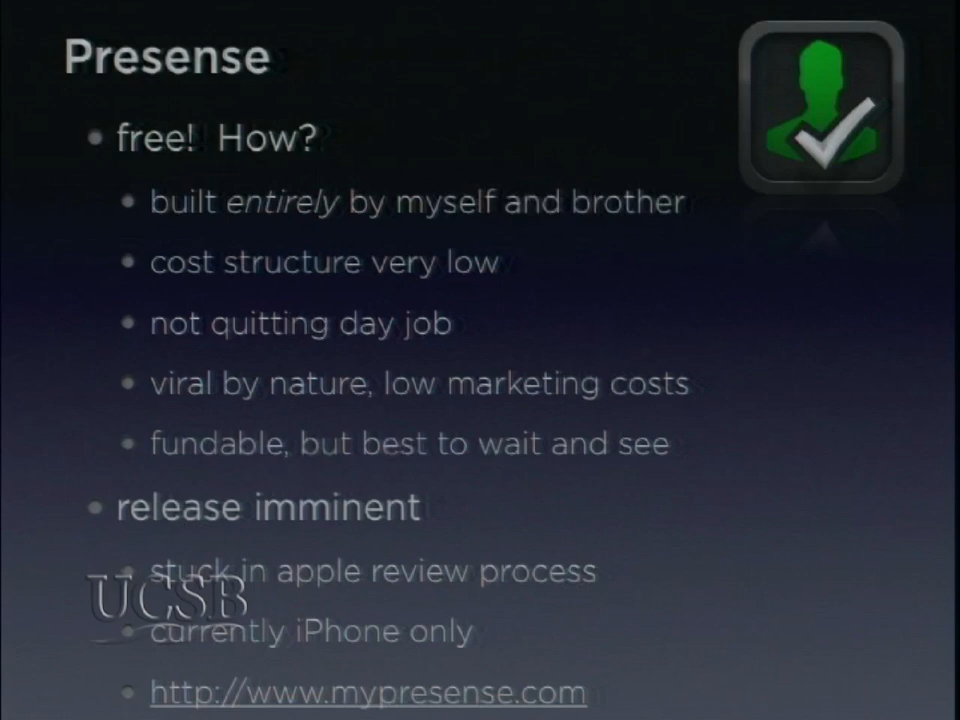 Presense
• free! How?
• built entirely by myself and brother
• cost structure very low
• not quitting day job
• viral by nature, low marketing costs
• fundable, but best to wait and see
• release imminent
• stuck in apple review process
UCSB
• currently iPhone only
• http://www.mypresense.com